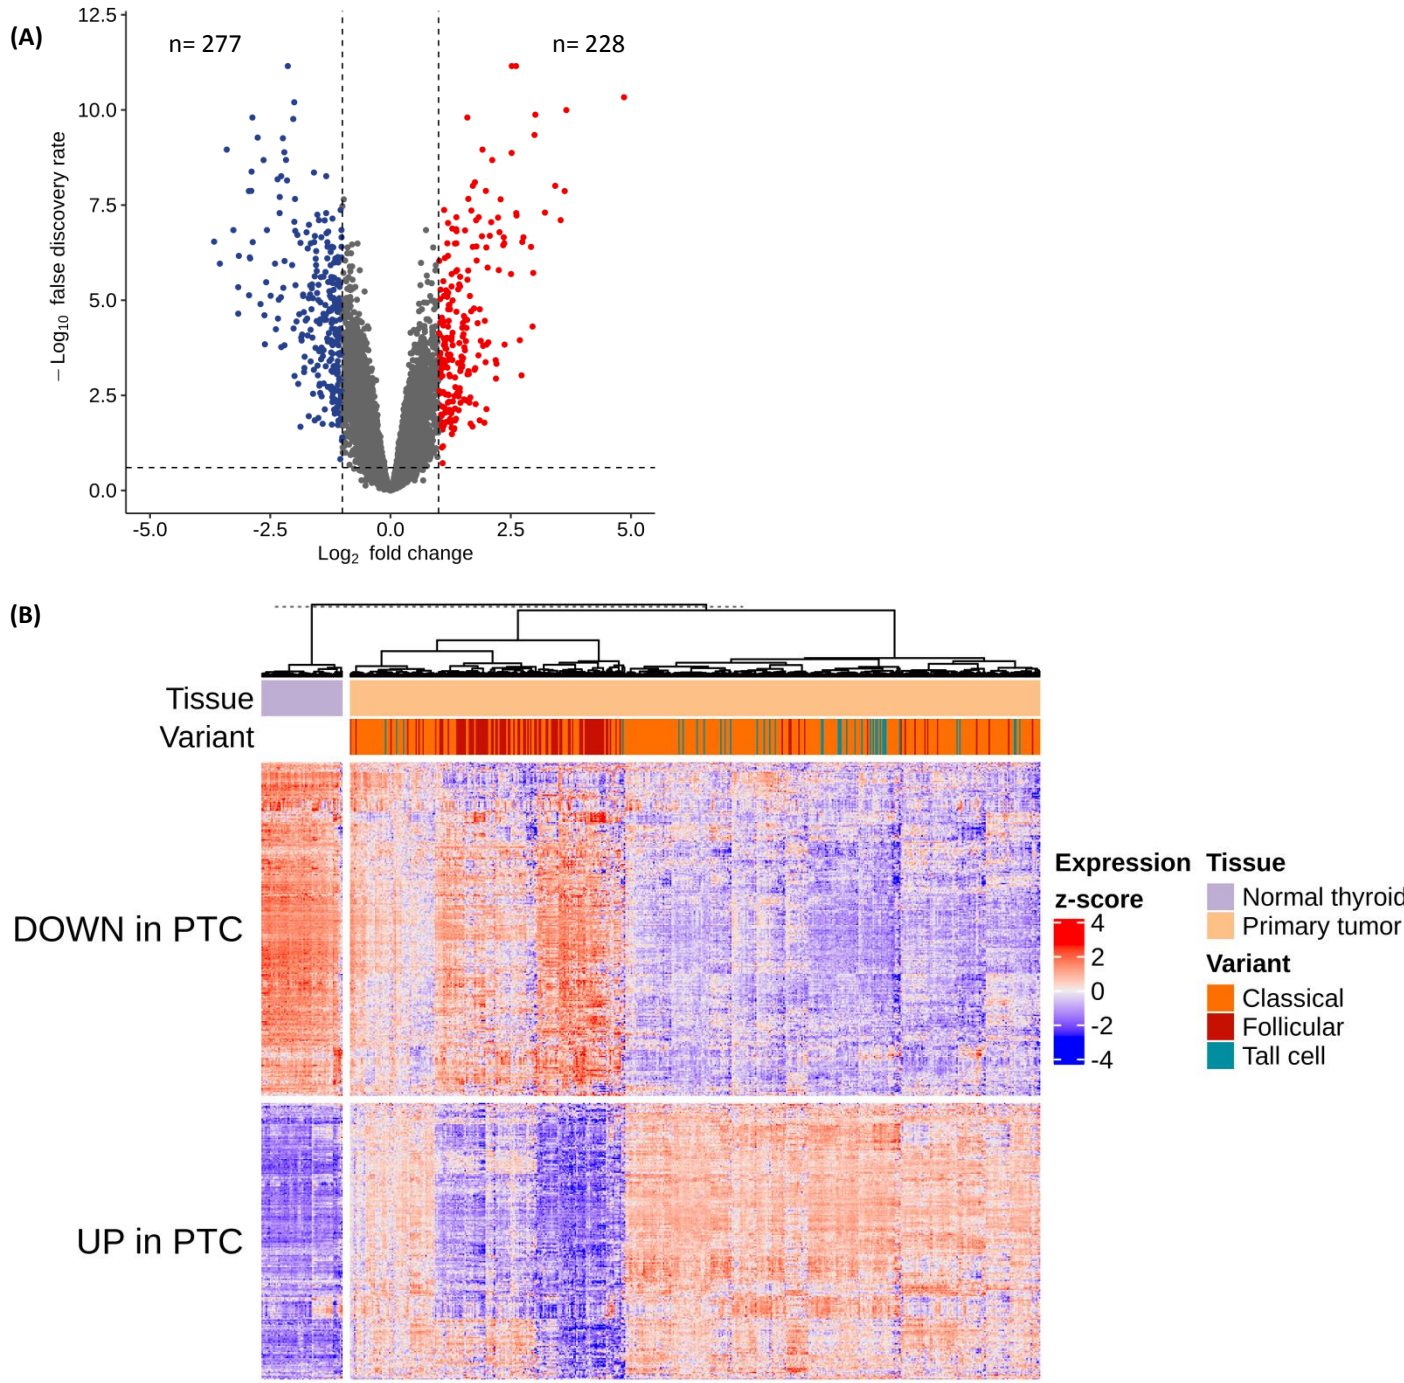 (A)
n= 277
n= 228
12.5
10.0
7.5
5.0
2.5
0.0
– Log10 false discovery rate
-5.0
-2.5
0.0
2.5
5.0
Log2 fold change
(B)
Tissue
Variant
DOWN in PTC
UP in PTC
Expression
z-score
4
2
0
-2
-4
Tissue
Normal thyroid
Primary tumor
Variant
Classical
Follicular
Tall cell